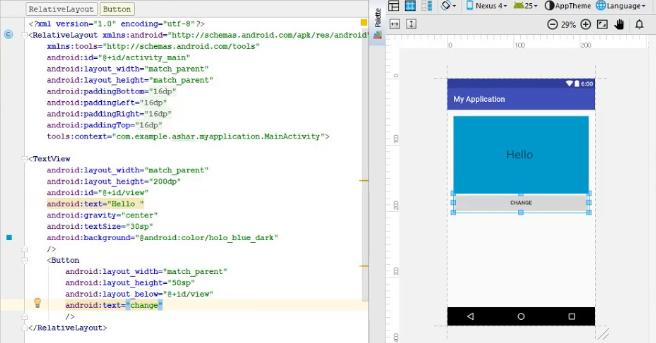 RelativeLayout Button
<?xml version="1.0" encoding="utf-8"?>
<RelativeLayout xmlns:android="http://schemas.android.com/apk/res/android
xmlns:tools="http://schemas.android.com/tools"
android:id="@+id/activity_main"
android:layout_width="match_parent"
android:layout_height="match_parent"
android:paddingBottom="16dp"
android:paddingLeft="16dp"
android:paddingRight="16dp"
android:paddingTop="16dp"
tools:context="com.example.ashar.myapplication.MainActivity">
<TextView
android:layout_width="match_parent"
android:layout_height="200dp"
android:id="@+id/view"
android:text="Hello "
android:gravity="center"
android:textSize="30sp"
android:background="@android:color/holo_blue_dark"
/>
<Button
android:layout_width="match_parent"
android:layout_height="50sp"
android:layout_below="@+id/view"
android:text="change"
/>
</RelativeLayout>
Palette
Nexus 4 25 AppTheme Language
29%
0 100 200
0
100
200
300
400
6:00
My Application
Hello
CHANGE